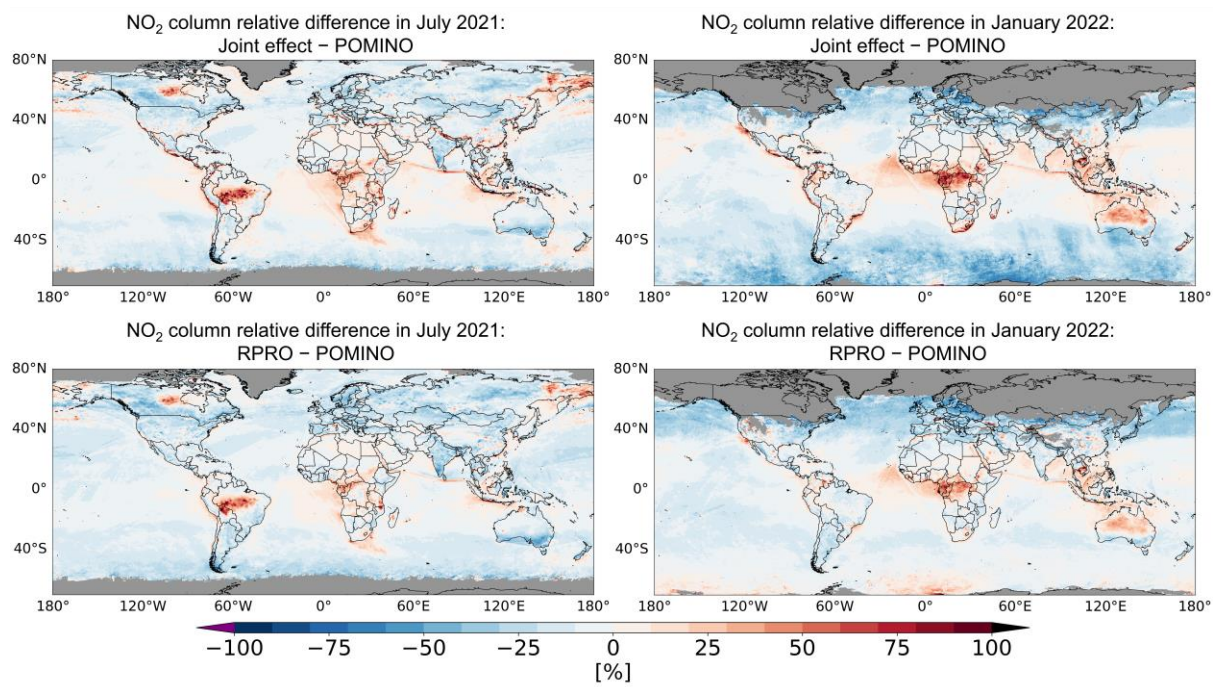 NO₂ column relative difference in July 2021:
Joint effect − POMINO
NO₂ column relative difference in January 2022:
Joint effect − POMINO
80°N
40°N
0°
40°S
180° 120°W 60°W 0° 60°E 120°E 180°
80°N
40°N
0°
40°S
180° 120°W 60°W 0° 60°E 120°E 180°
NO₂ column relative difference in July 2021:
RPRO − POMINO
NO₂ column relative difference in January 2022:
RPRO − POMINO
80°N
40°N
0°
40°S
180° 120°W 60°W 0° 60°E 120°E 180°
80°N
40°N
0°
40°S
180° 120°W 60°W 0° 60°E 120°E 180°
−100 −75 −50 −25 0 25 50 75 100
[%]